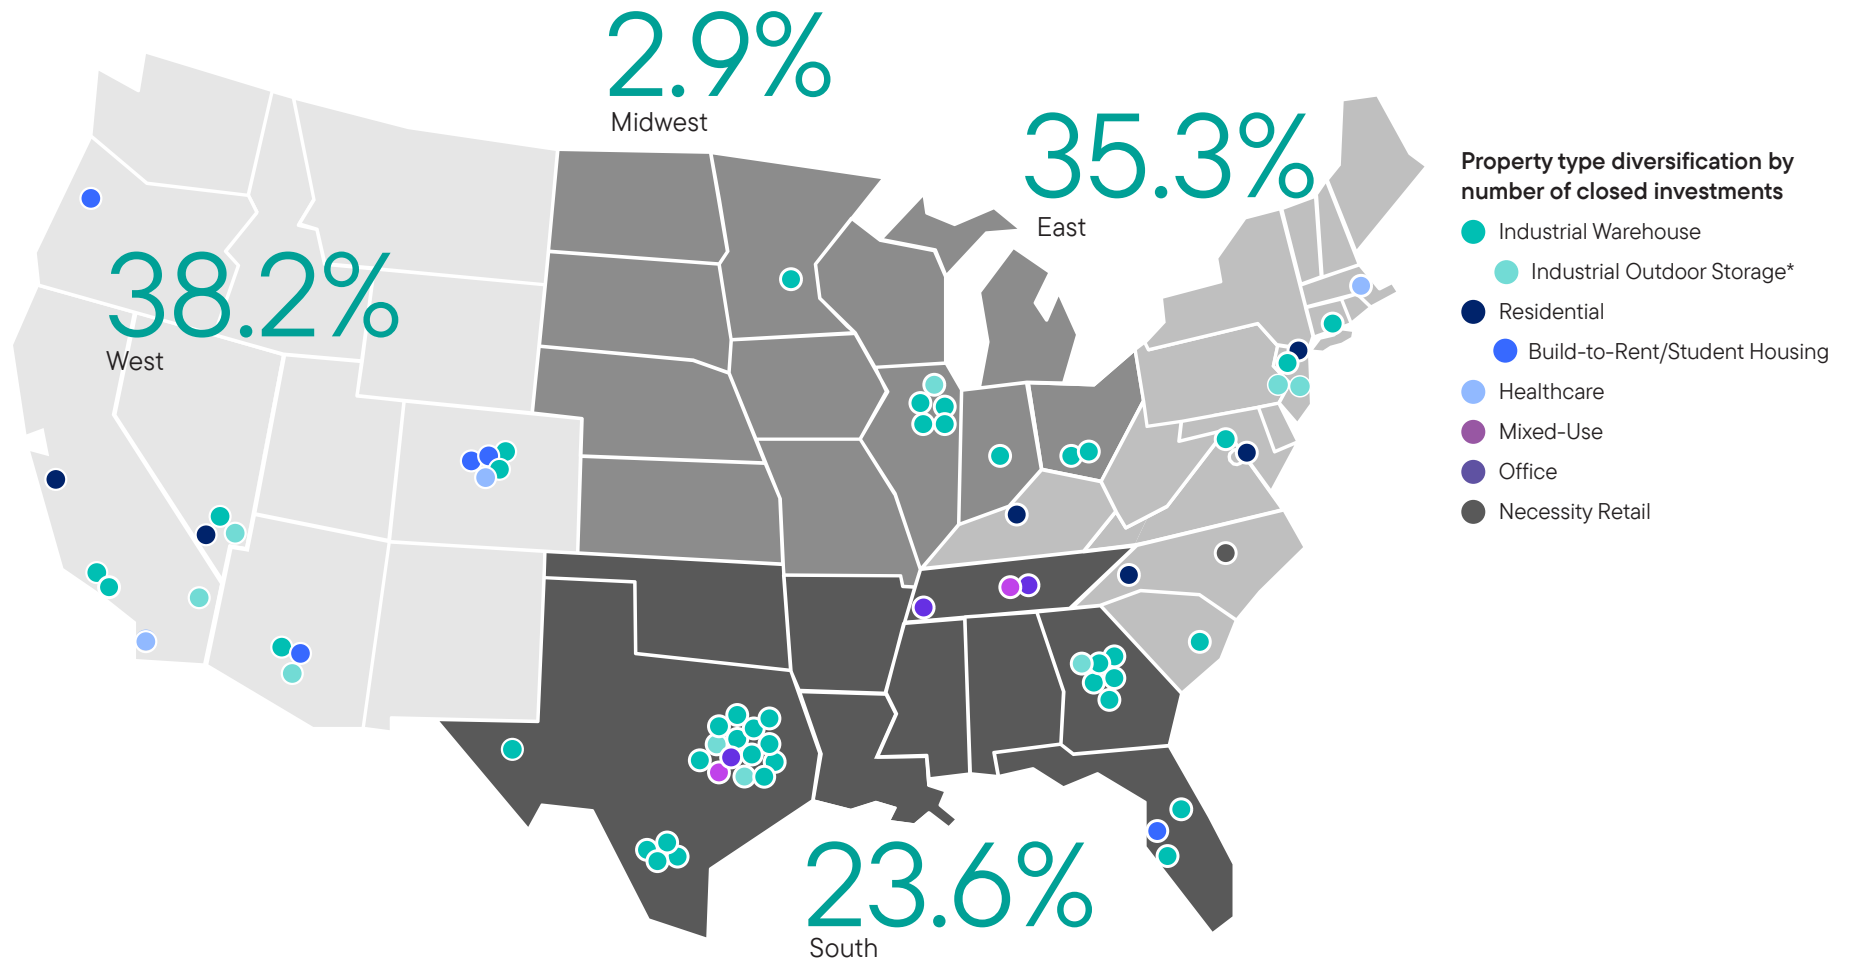 2.9%
Midwest
35.3%
East
38.2%
West
23.6%
South
Property type diversification by
number of closed investments
Industrial Warehouse
Industrial Outdoor Storage*
Residential
Build-to-Rent/Student Housing
Healthcare
Mixed-Use
Office
Necessity Retail